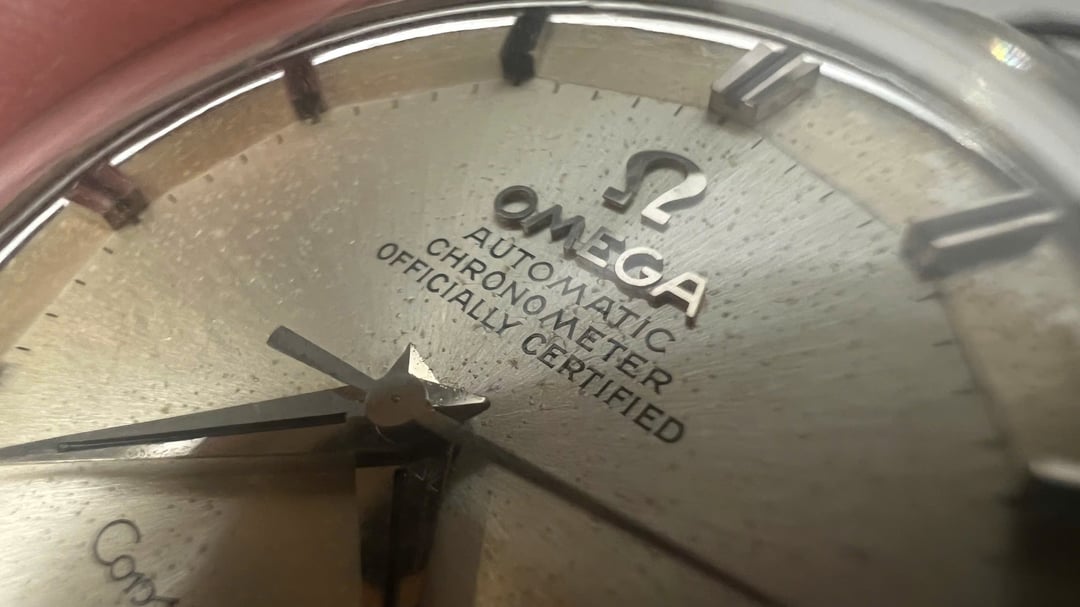 Ω
OMEGA
AUTOMATIC
CHRONOMETER
OFFICIALLY CERTIFIED